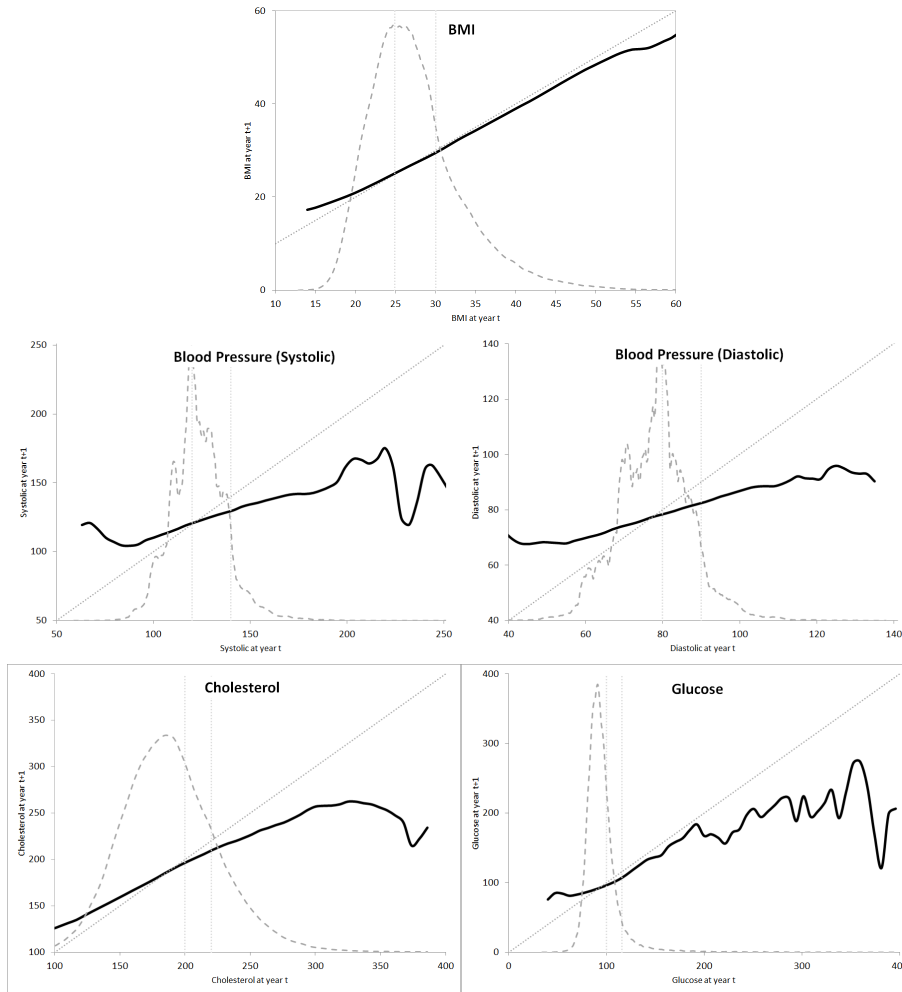 BMI
60
40
20
0
BMI at year t+1
10 15 20 25 30 35 40 45 50 55 60
BMI at year t
Blood Pressure (Systolic)
250
200
150
100
50
Systolic at year t+1
50 100 150 200 250
Systolic at year t
Blood Pressure (Diastolic)
140
120
100
80
60
40
Diastolic at year t+1
40 60 80 100 120 140
Diastolic at year t
Cholesterol
400
350
300
250
200
150
100
Cholesterol at year t+1
100 200 300 400
Cholesterol at year t
Glucose
400
300
200
100
0
Glucose at year t+1
0 100 200 300 40
Glucose at year t